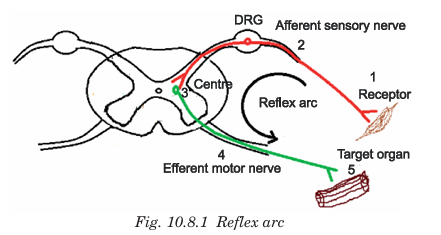 DRG
Afferent sensory nerve
2
1
Receptor
Centre
3
Reflex arc
4
Efferent motor nerve
Target organ
5
Fig. 10.8.1 Reflex arc